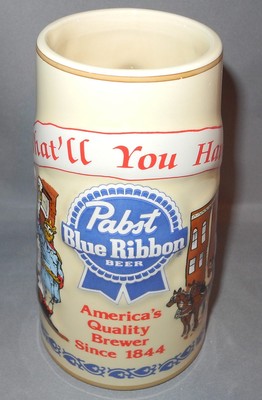 hat'll You Ha
Pabst
Blue Ribbon
BEER
America's
Quality
Brewer
Since 1844